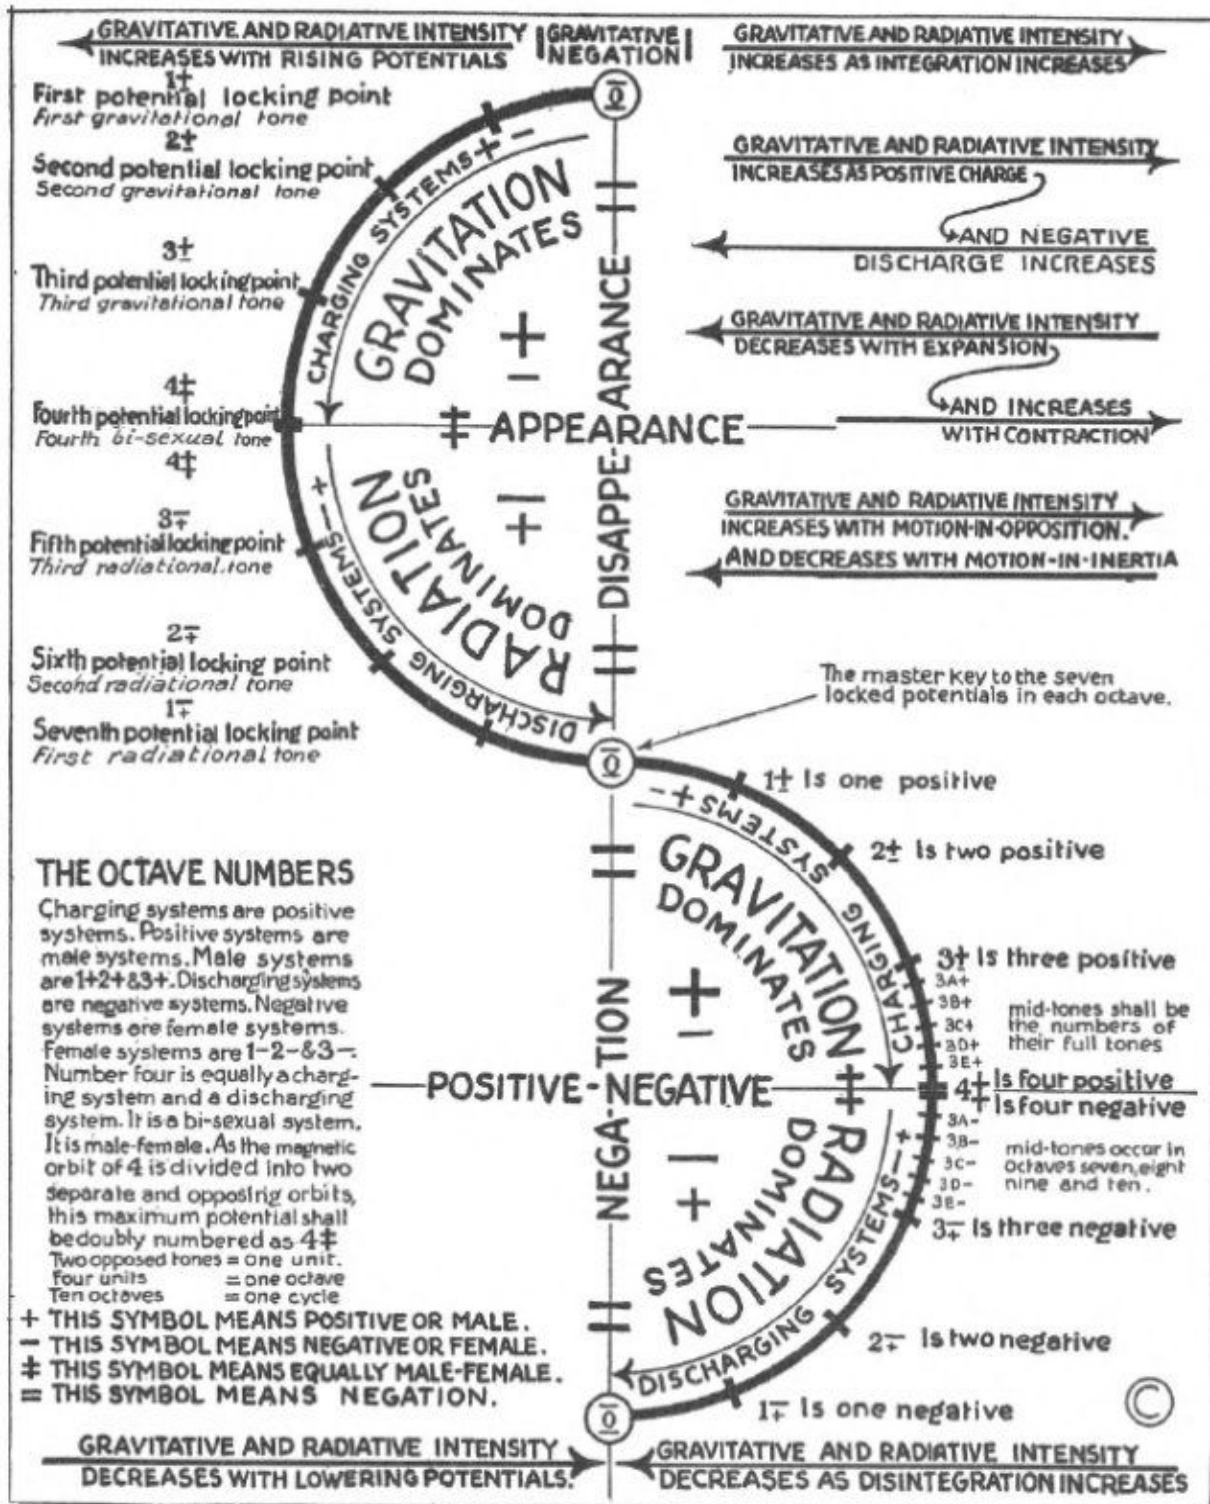 GRAVITATIVE AND RADIATIVE INTENSITY
INCREASES WITH RISING POTENTIALS
GRAVITATIVE
NEGATION
GRAVITATIVE AND RADIATIVE INTENSITY
INCREASES AS INTEGRATION INCREASES
1±
First potential locking point
First gravitational tone
2±
Second potential locking point
Second gravitational tone
3±
Third potential locking point
Third gravitational tone
4‡
Fourth potential locking point
Fourth bi-sexual tone
4‡
3∓
Fifth potential locking point
Third radiational tone
2∓
Sixth potential locking point
Second radiational tone
1∓
Seventh potential locking point
First radiational tone
0
CHARGING SYSTEMS + -
GRAVITATION
DOMINATES
+
-
DISAPPE-ARANCE
‡ APPEARANCE
-
+
RADIATION
DOMINATES
DISCHARGING SYSTEMS - +
0
GRAVITATIVE AND RADIATIVE INTENSITY
INCREASES AS POSITIVE CHARGE
AND NEGATIVE
DISCHARGE INCREASES
GRAVITATIVE AND RADIATIVE INTENSITY
DECREASES WITH EXPANSION
AND INCREASES
WITH CONTRACTION
GRAVITATIVE AND RADIATIVE INTENSITY
INCREASES WITH MOTION-IN-OPPOSITION.
AND DECREASES WITH MOTION-IN-INERTIA
The master key to the seven
locked potentials in each octave.
THE OCTAVE NUMBERS
Charging systems are positive
systems. Positive systems are
male systems. Male systems
are 1+2+&3+. Discharging systems
are negative systems. Negative
systems are female systems.
Female systems are 1-2-&3-.
Number four is equally a charg-
ing system and a discharging
system. It is a bi-sexual system.
It is male-female. As the magnetic
orbit of 4 is divided into two
separate and opposing orbits,
this maximum potential shall
be doubly numbered as 4‡
Two opposed tones = one unit.
Four units = one octave
Ten octaves = one cycle
+ THIS SYMBOL MEANS POSITIVE OR MALE.
- THIS SYMBOL MEANS NEGATIVE OR FEMALE.
‡ THIS SYMBOL MEANS EQUALLY MALE-FEMALE.
= THIS SYMBOL MEANS NEGATION.
CHARGING SYSTEMS + -
GRAVITATION
DOMINATES
+
-
NEGA-TION
POSITIVE-NEGATIVE ‡
-
+
RADIATION
DOMINATES
DISCHARGING SYSTEMS - +
0
1± Is one positive
2± Is two positive
3± Is three positive
3A+
3B+
3C+
3D+
3E+
mid-tones shall be
the numbers of
their full tones
4‡ Is four positive
Is four negative
3A-
3B-
3C-
3D-
3E-
mid-tones occur in
octaves seven, eight
nine and ten.
3∓ Is three negative
2∓ Is two negative
1∓ Is one negative
©
GRAVITATIVE AND RADIATIVE INTENSITY
DECREASES WITH LOWERING POTENTIALS.
GRAVITATIVE AND RADIATIVE INTENSITY
DECREASES AS DISINTEGRATION INCREASES